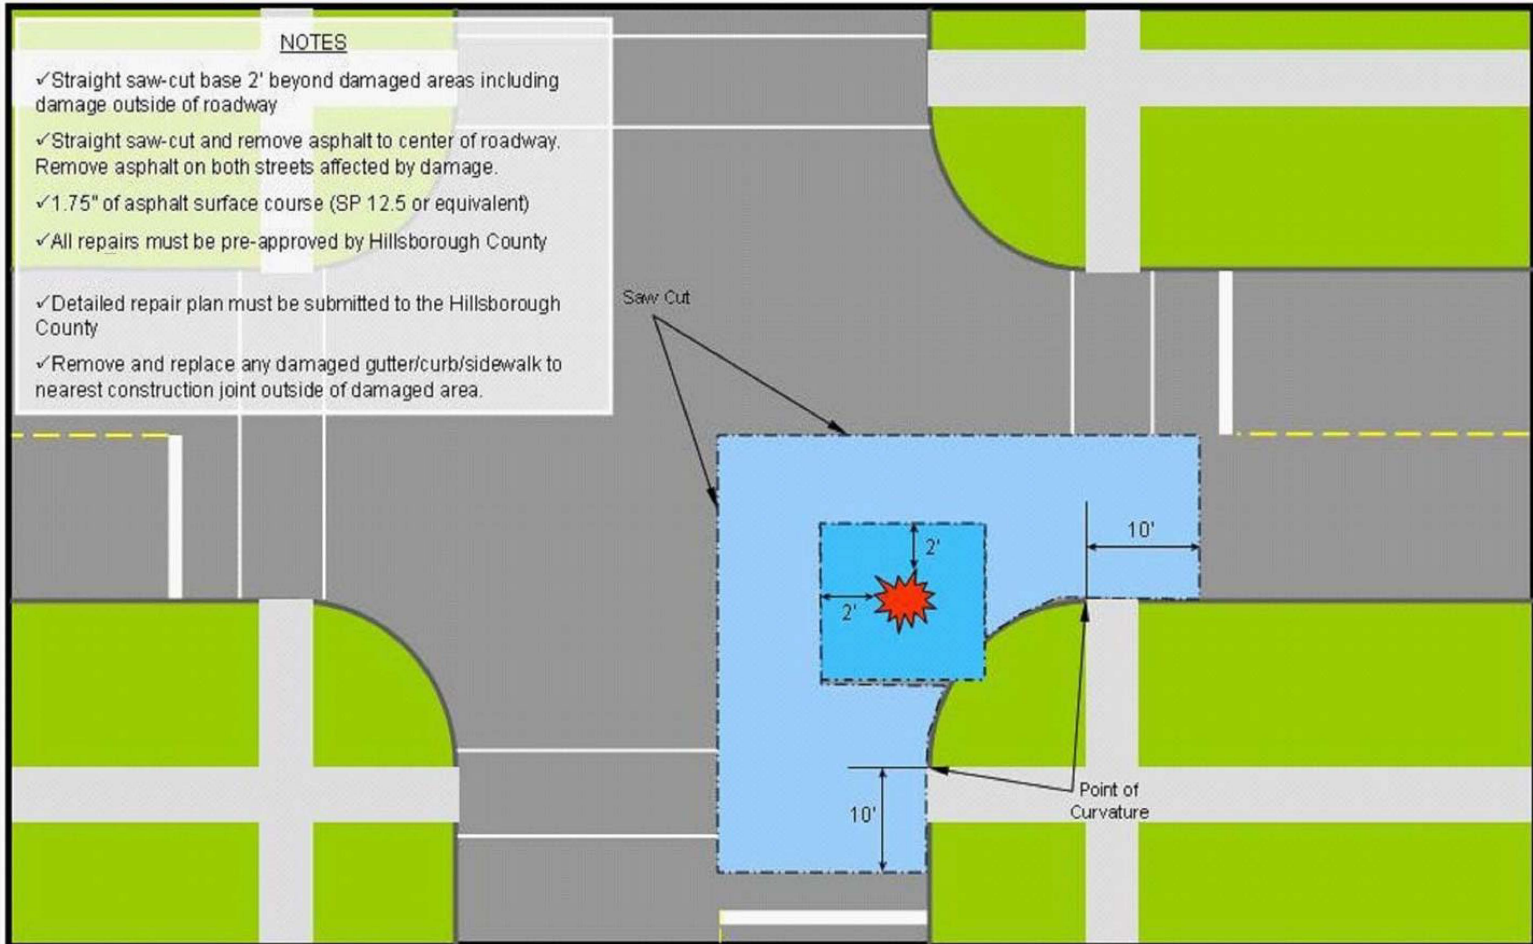 NOTES
✓Straight saw-cut base 2' beyond damaged areas including
damage outside of roadway
✓Straight saw-cut and remove asphalt to center of roadway.
Remove asphalt on both streets affected by damage.
✓1.75" of asphalt surface course (SP 12.5 or equivalent)
✓All repairs must be pre-approved by Hillsborough County
✓Detailed repair plan must be submitted to the Hillsborough
County
✓Remove and replace any damaged gutter/curb/sidewalk to
nearest construction joint outside of damaged area.
Saw Cut
10'
2'
2'
10'
Point of
Curvature